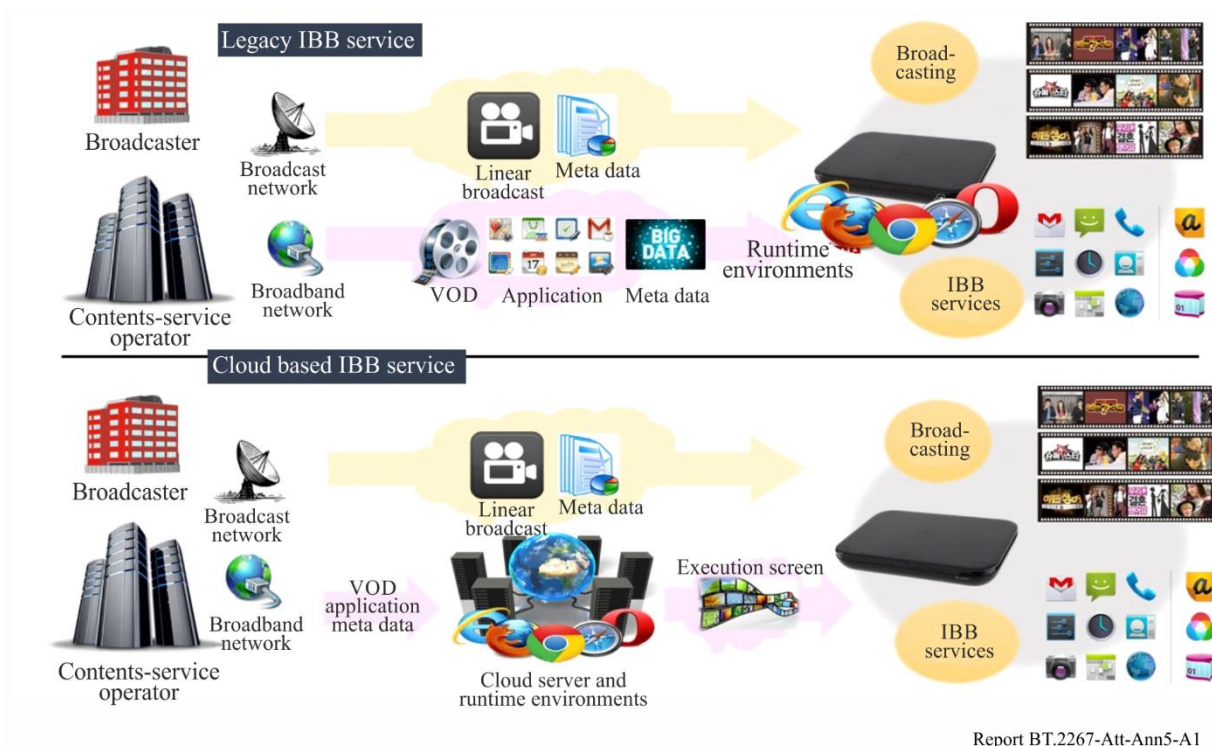 Legacy IBB service
Broadcaster
Broadcast
network
Linear
broadcast
Meta data
Broad-
casting
Contents-service
operator
Broadband
network
VOD
Application
17
BIG
DATA
Meta data
Runtime
environments
IBB
services
01
Cloud based IBB service
Broadcaster
Broadcast
network
Linear
broadcast
Meta data
Broad-
casting
Contents-service
operator
Broadband
network
VOD
application
meta data
Cloud server and
runtime environments
Execution screen
IBB
services
01
Report BT.2267-Att-Ann5-A1